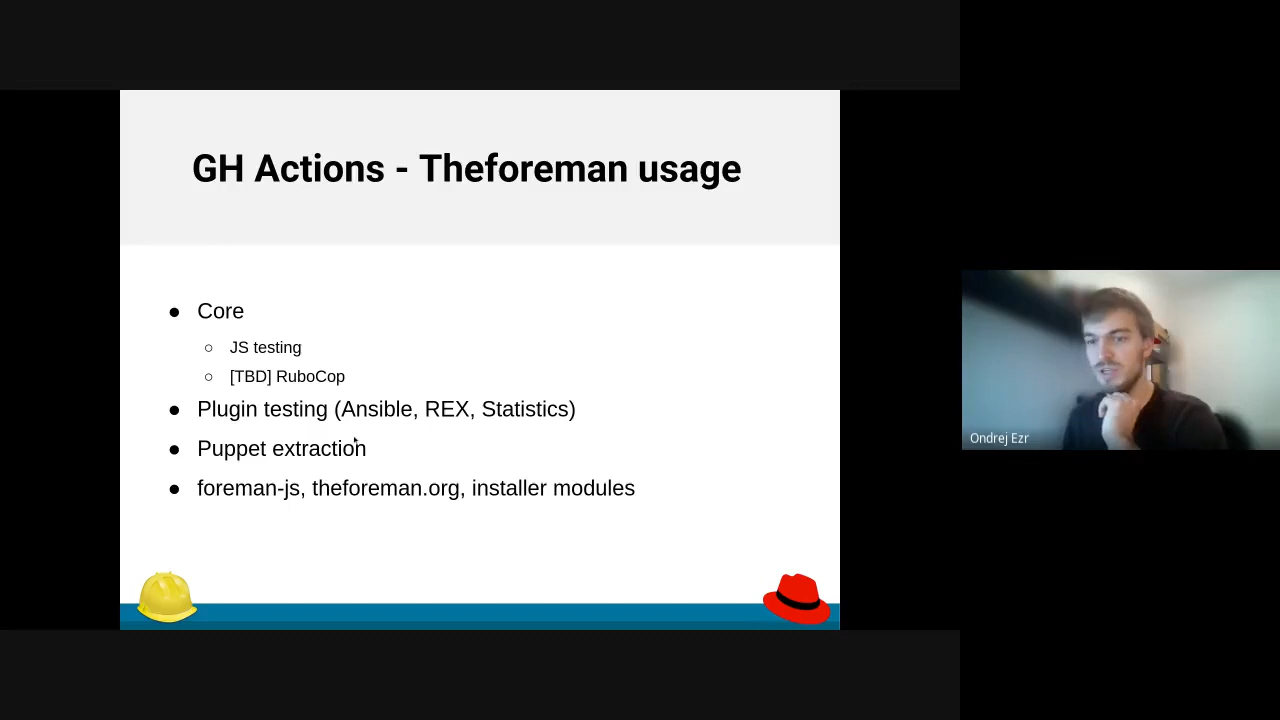 GH Actions - Theforeman usage
● Core
○ JS testing
○ [TBD] RuboCop
● Plugin testing (Ansible, REX, Statistics)
● Puppet extraction
● foreman-js, theforeman.org, installer modules
Ondrej Ezr